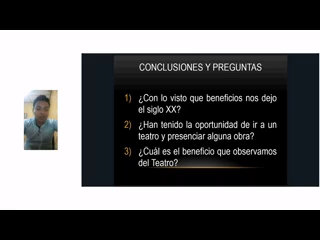 CONCLUSIONES Y PREGUNTAS
1) ¿Con lo visto que beneficios nos dejo
el siglo XX?
2) ¿Han tenido la oportunidad de ir a un
teatro y presenciar alguna obra?
3) ¿Cuál es el beneficio que observamos
del Teatro?